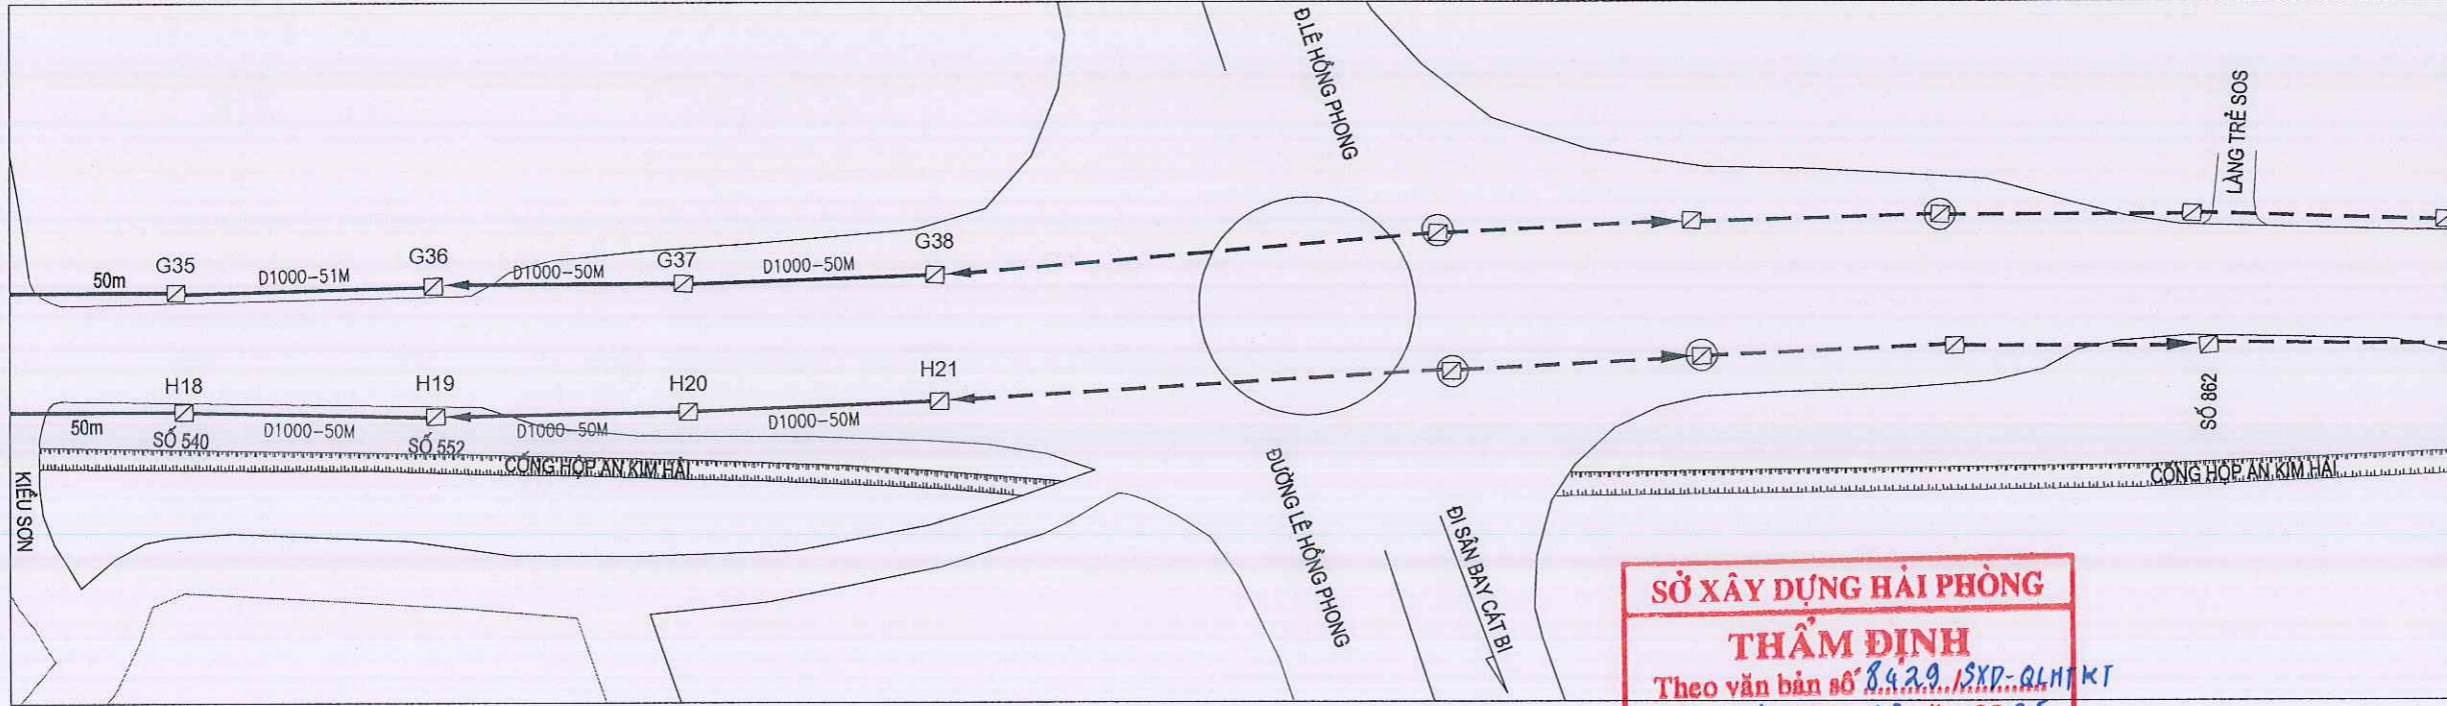 Đ.LÊ HỒNG PHONG
LÀNG TRẺ SOS
G35
G36
G37
G38
50m
D1000-51M
D1000-50M
D1000-50M
H18
H19
H20
H21
50m
SỐ 540
D1000-50M
SỐ 552
D1000-50M
D1000-50M
SỐ 862
CỐNG HỘP AN KIM HẢI
CỐNG HỘP AN KIM HẢI
KIỀU SƠN
ĐƯỜNG LÊ HỒNG PHONG
ĐI SÂN BAY CÁT BI
SỞ XÂY DỰNG HẢI PHÒNG
THẨM ĐỊNH
Theo văn bản số 8429/SXD-QLHTKT